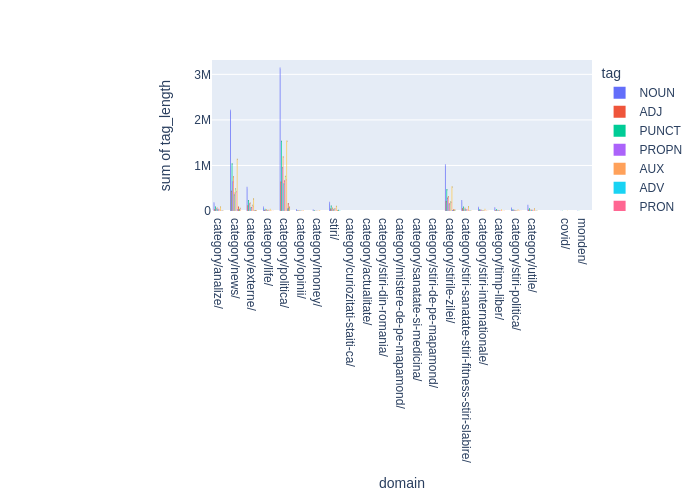 tag
NOUN
ADJ
PUNCT
PROPN
AUX
ADV
PRON
sum of tag_length
3M
2M
1M
0
category/analize/
category/news/
category/externe/
category/life/
category/politica/
category/opinii/
category/money/
stiri/
category/curiozitati-staiti-ca/
category/actualitate/
category/stiri-din-romania/
category/mistere-de-pe-mapamond/
category/sanatate-si-medicina/
category/stiri-de-pe-mapamond/
category/stirile-zilei/
category/stiri-sanatate-stiri-fitness-stiri-slabire/
category/stiri-internationale/
category/timp-liber/
category/stiri-politica/
category/utile/
covid/
monden/
domain